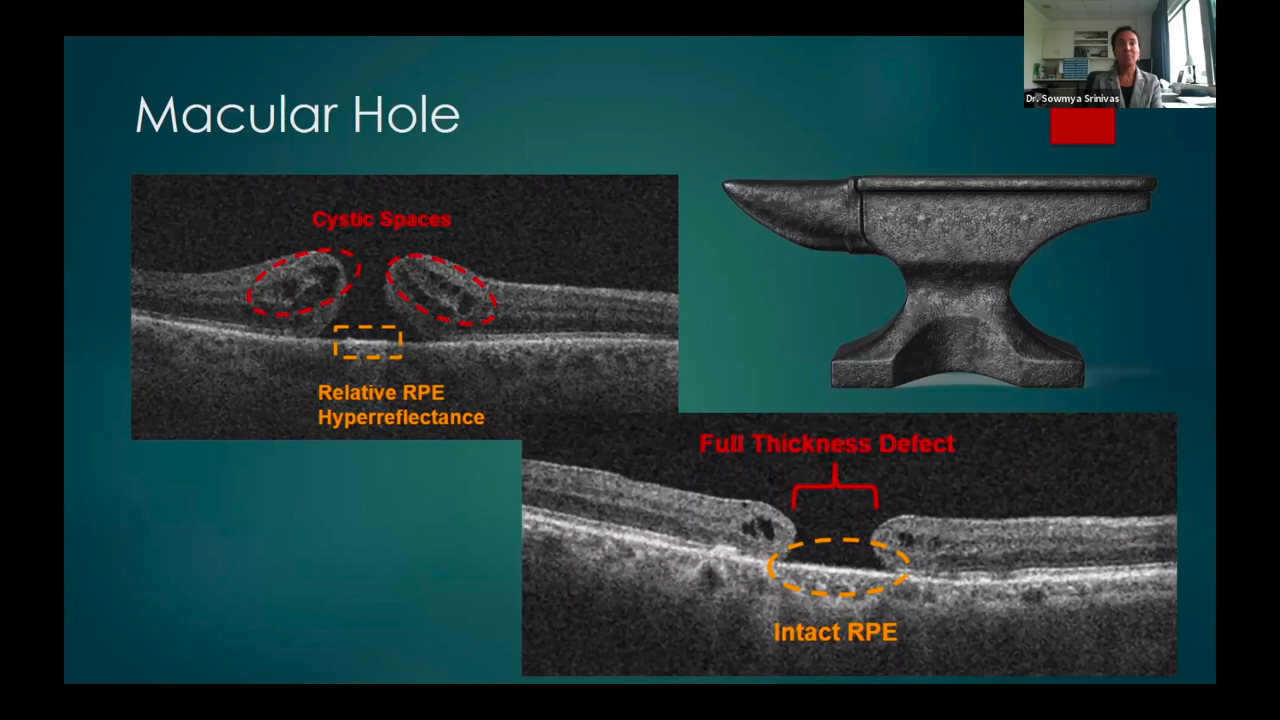 Dr. Sowmya Srinivas
Macular Hole
Cystic Spaces
Relative RPE
Hyperreflectance
Full Thickness Defect
Intact RPE